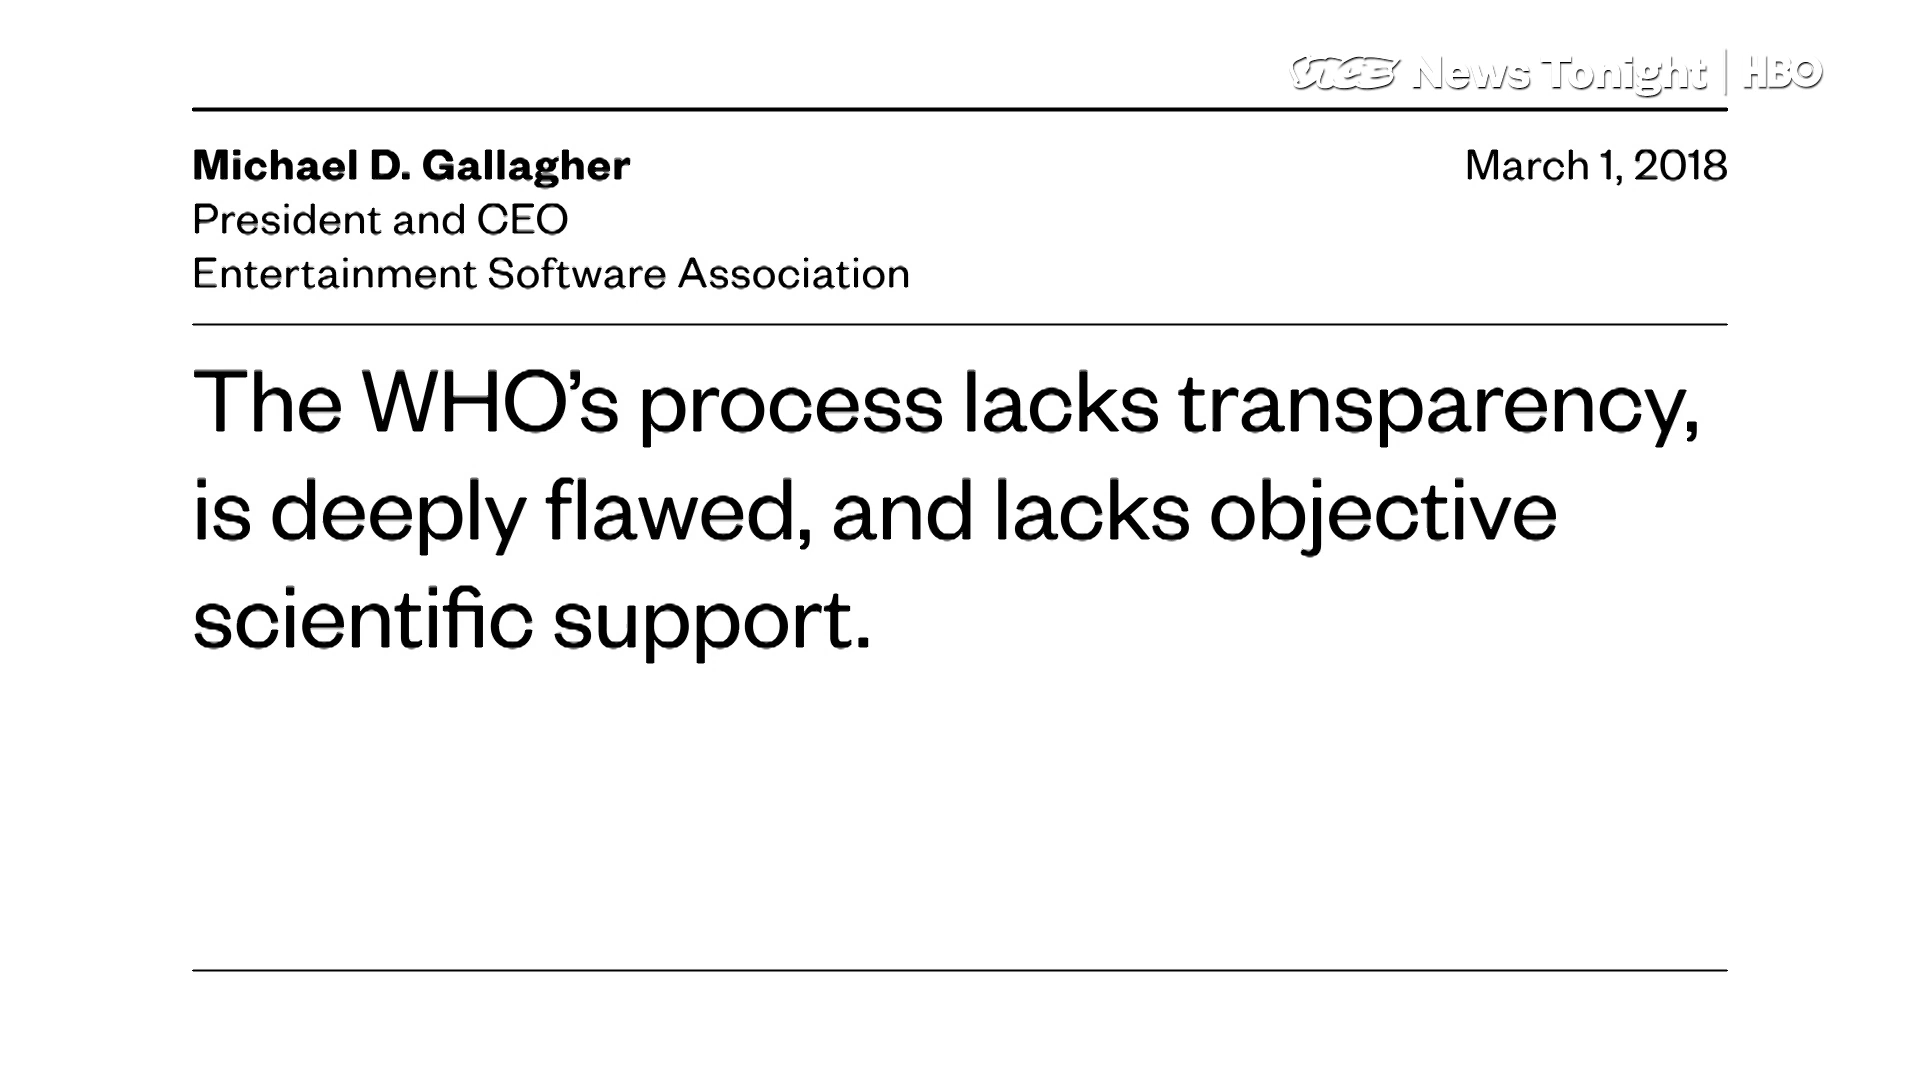 VICE News Tonight | HBO
Michael D. Gallagher
March 1, 2018
President and CEO
Entertainment Software Association
The WHO’s process lacks transparency,
is deeply flawed, and lacks objective
scientific support.